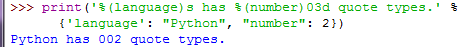 >>> print('%(language)s has %(number)03d quote types.' %
{'language': "Python", "number": 2})
Python has 002 quote types.